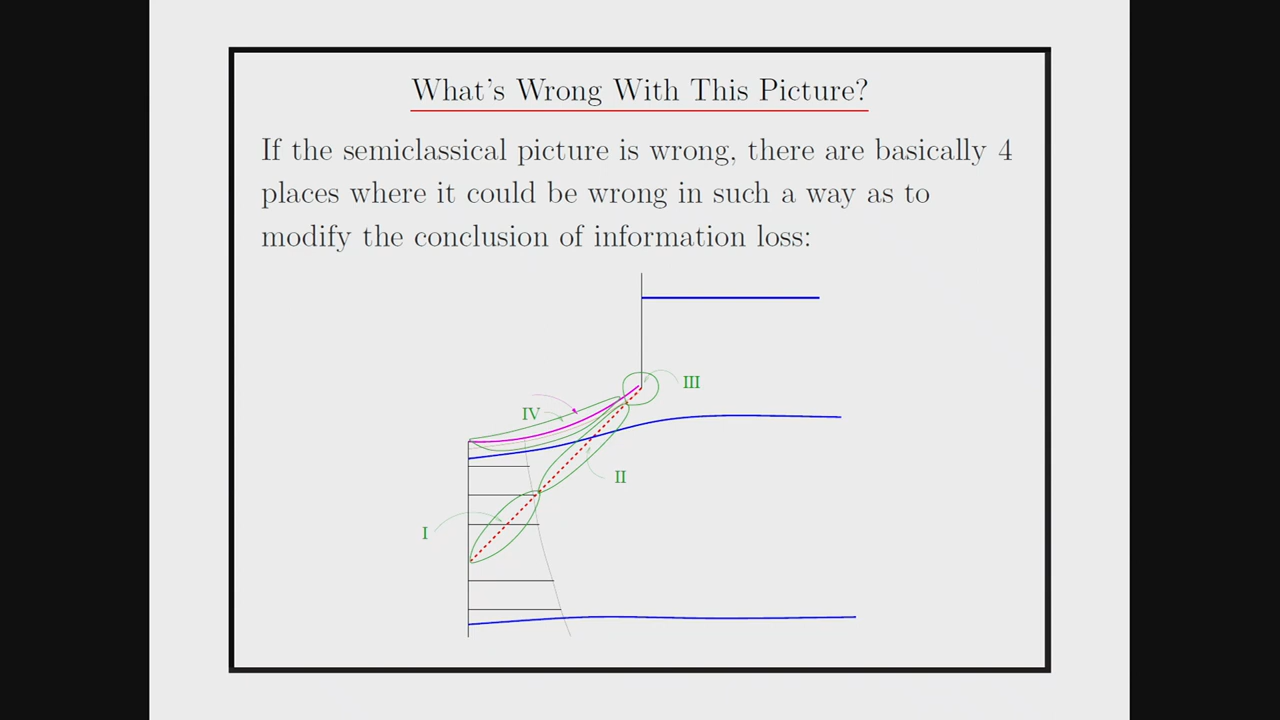 What's Wrong With This Picture?
If the semiclassical picture is wrong, there are basically 4
places where it could be wrong in such a way as to
modify the conclusion of information loss:
III
IV
II
I